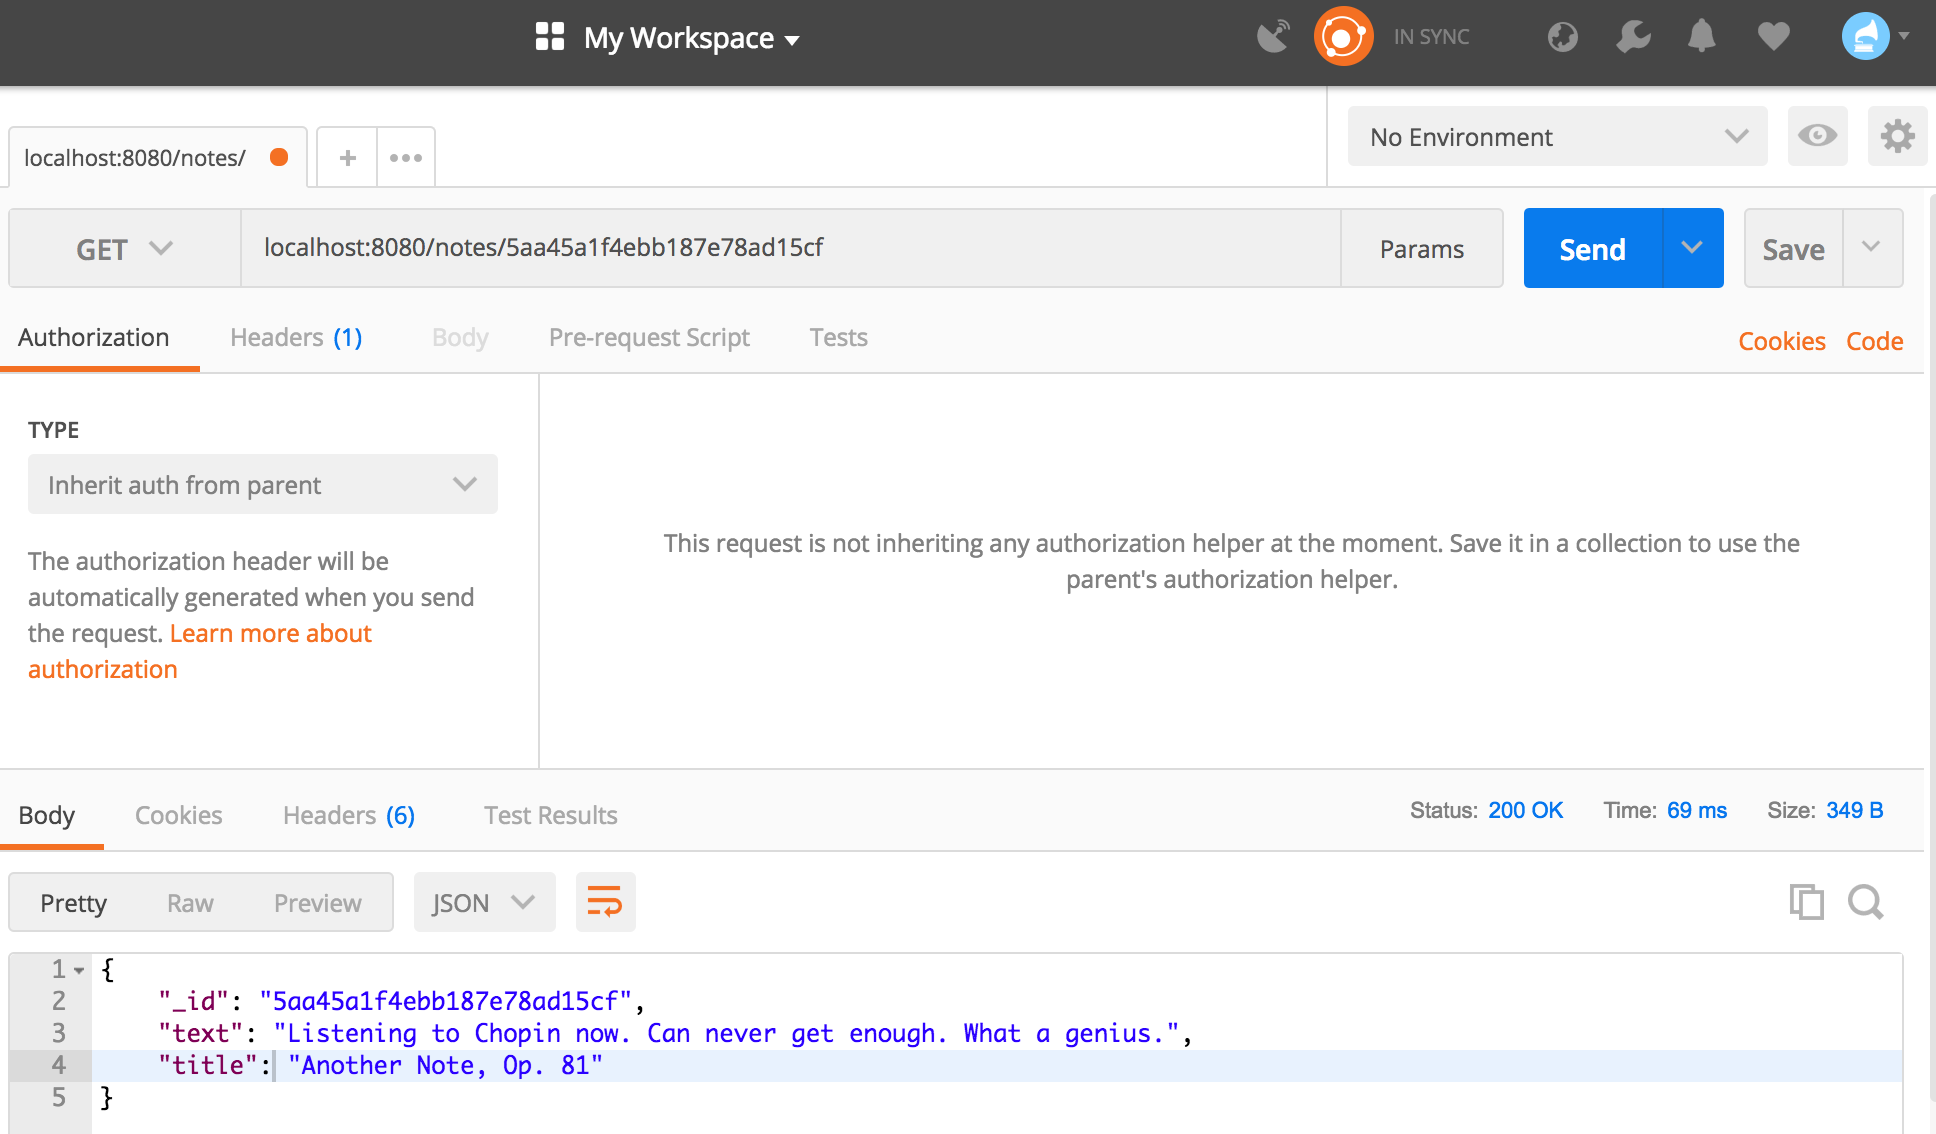 My Workspace
IN SYNC
localhost:8080/notes/
No Environment
GET
localhost:8080/notes/5aa45a1f4ebb187e78ad15cf
Params
Send
Save
Authorization
Headers (1)
Body
Pre-request Script
Tests
Cookies
Code
TYPE
Inherit auth from parent
The authorization header will be
automatically generated when you send
the request. Learn more about
authorization
This request is not inheriting any authorization helper at the moment. Save it in a collection to use the
parent's authorization helper.
Body
Cookies
Headers (6)
Test Results
Status: 200 OK
Time: 69 ms
Size: 349 B
Pretty
Raw
Preview
JSON
1 {
2 "_id": "5aa45a1f4ebb187e78ad15cf",
3 "text": "Listening to Chopin now. Can never get enough. What a genius.",
4 "title": "Another Note, Op. 81"
5 }